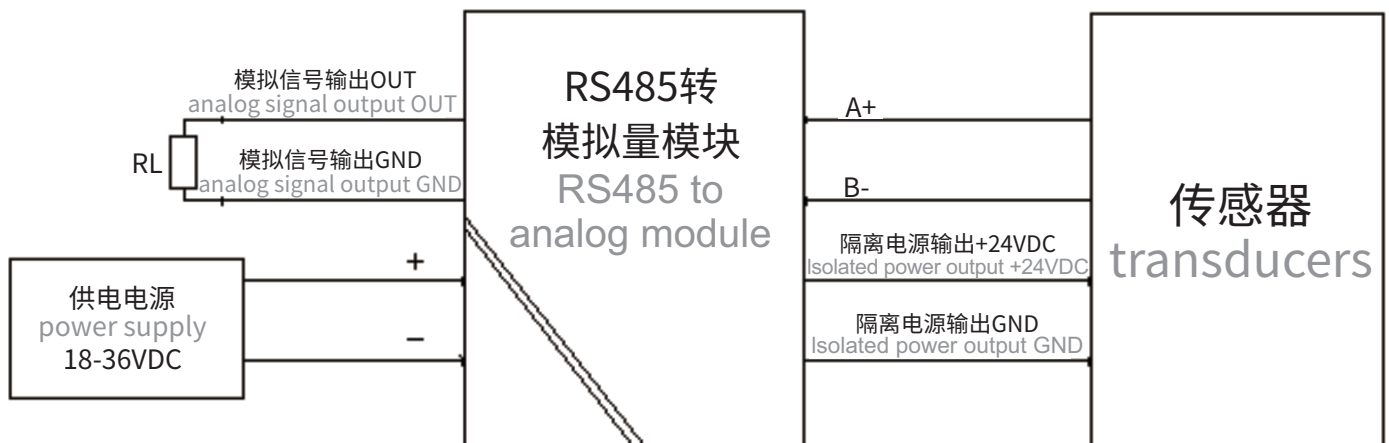 模拟信号输出OUT
analog signal output OUT
RL
模拟信号输出GND
analog signal output GND
+
供电电源
power supply
18-36VDC
−
RS485转
模拟量模块
RS485 to
analog module
A+
B-
隔离电源输出+24VDC
Isolated power output +24VDC
隔离电源输出GND
Isolated power output GND
传感器
transducers